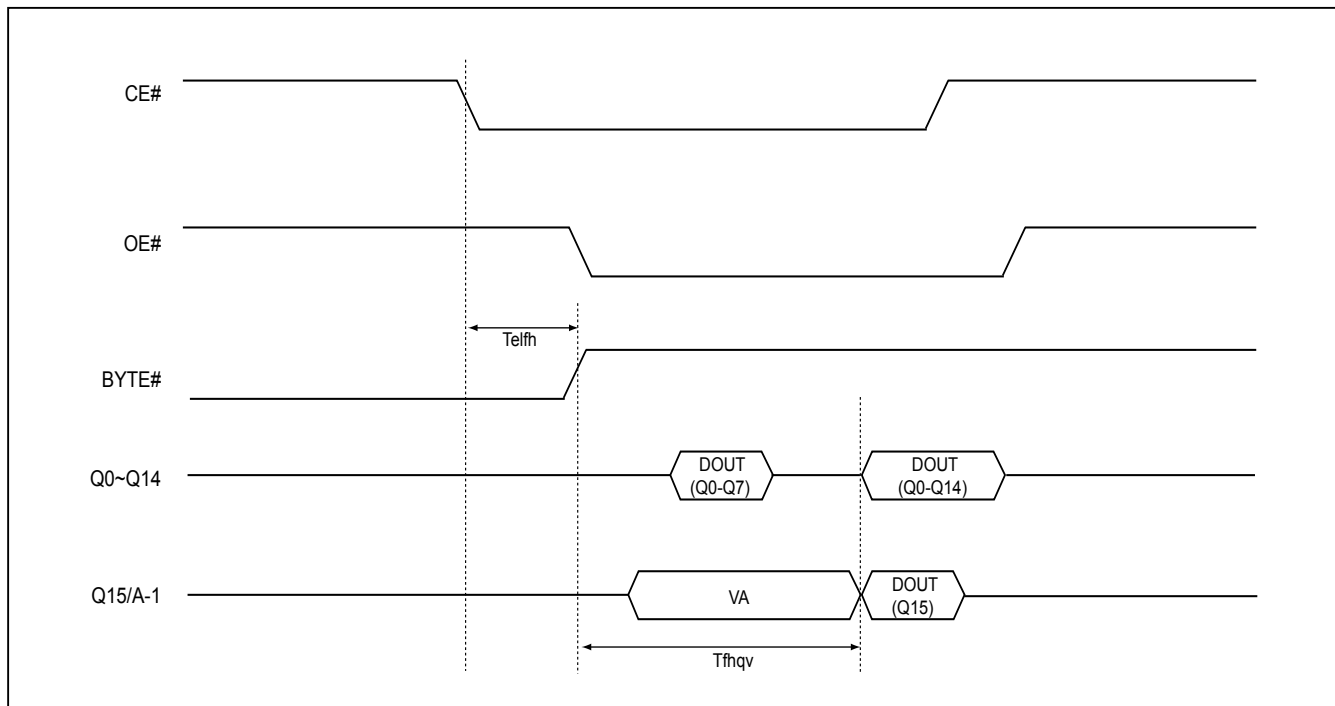 CE#
OE#
Telfh
BYTE#
Q0~Q14
DOUT
(Q0-Q7)
DOUT
(Q0-Q14)
Q15/A-1
VA
DOUT
(Q15)
Tfhqv